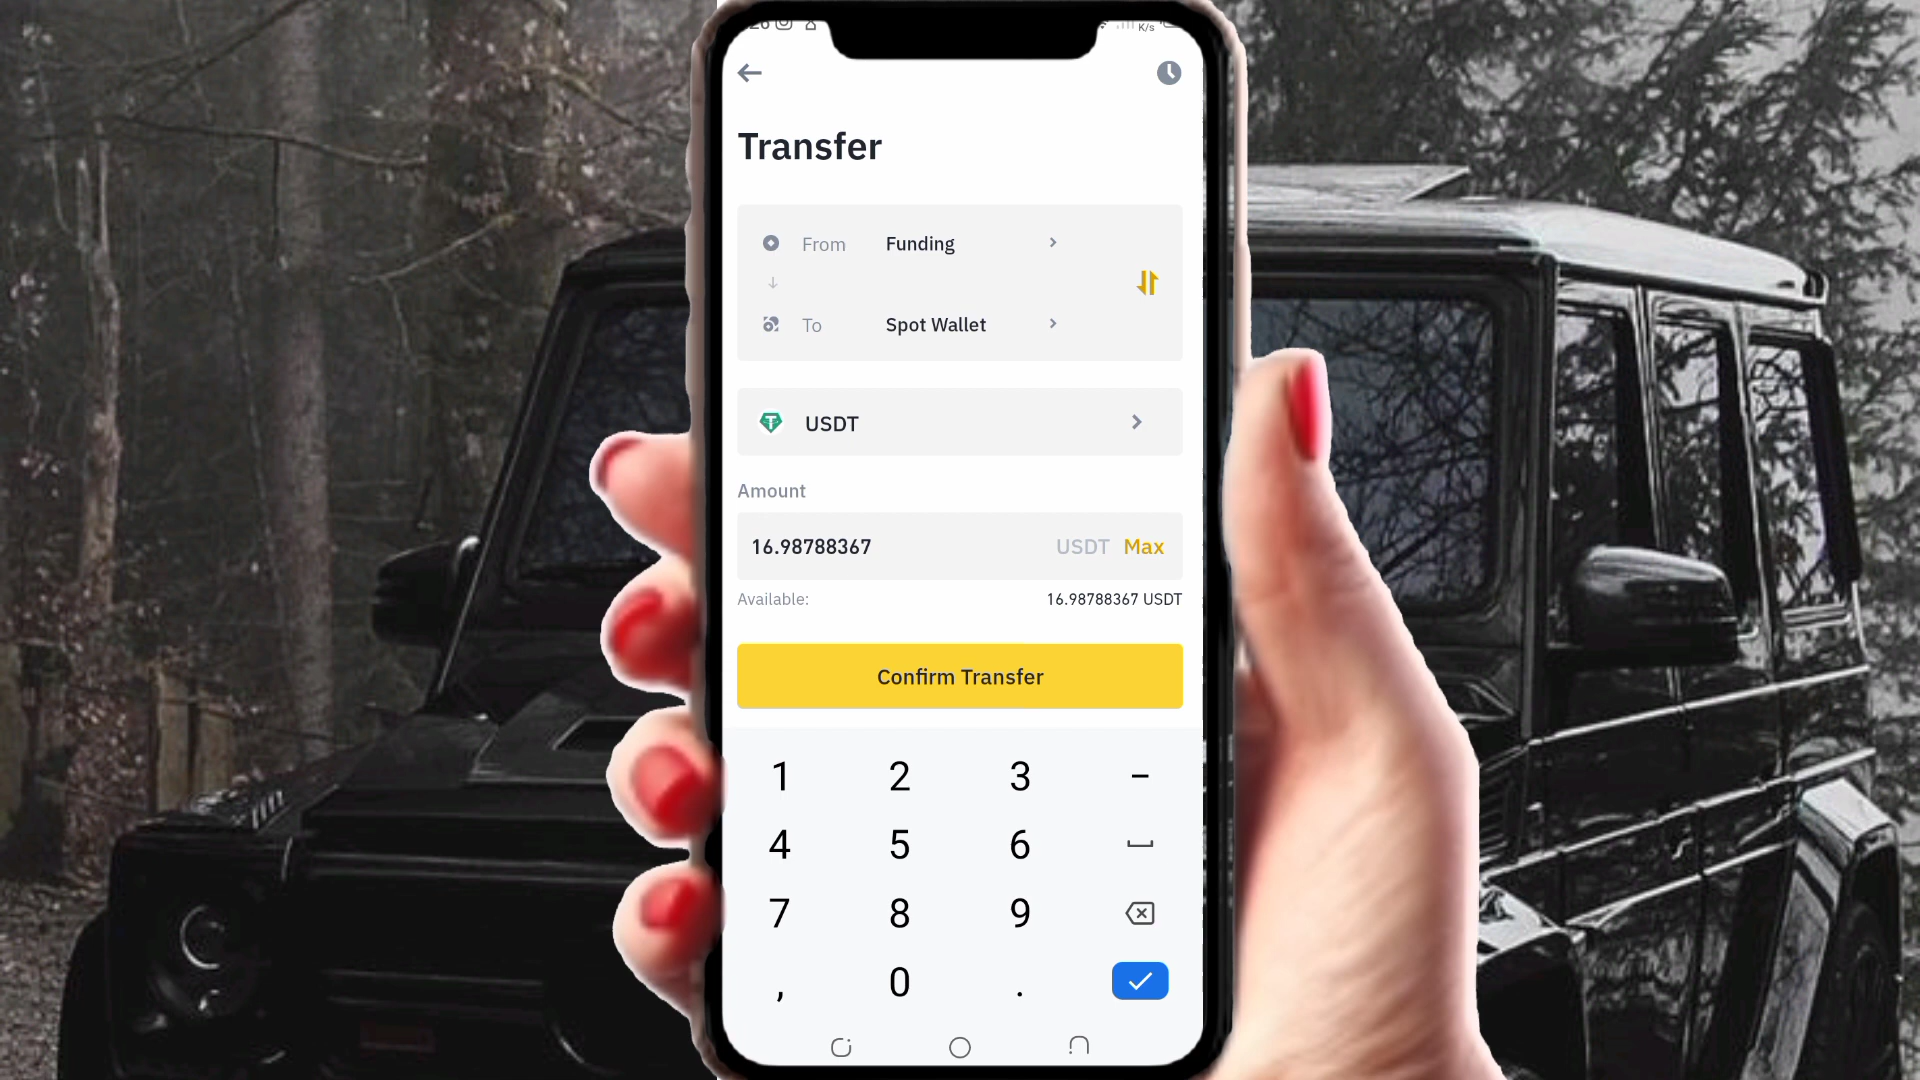 K/s
Transfer
From Funding
To Spot Wallet
USDT
Amount
16.98788367 USDT Max
Available: 16.98788367 USDT
Confirm Transfer
1 2 3 –
4 5 6
7 8 9
, 0 .